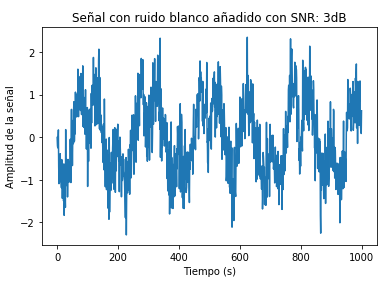 Señal con ruido blanco añadido con SNR: 3dB
Amplitud de la señal
2
1
0
−1
−2
0 200 400 600 800 1000
Tiempo (s)